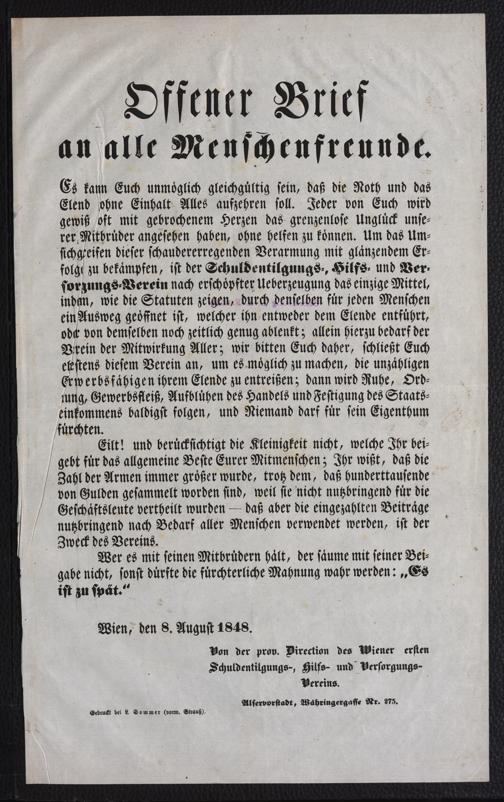 Offener Brief
an alle Menschenfreunde.
Es kann Euch unmöglich gleichgültig sein, daß die Noth und das
Elend ohne Einhalt Alles aufzehren soll. Jeder von Euch wird
gewiß oft mit gebrochenem Herzen das grenzenlose Unglück unse-
rer Mitbrüder angesehen haben, ohne helfen zu können. Um das Um-
sichgreifen dieser schaudererregenden Verarmung mit glänzendem Er-
folge zu bekämpfen, ist der Schuldentilgungs-, Hilfs- und Ver-
sorgungs-Verein nach erschöpfter Ueberzeugung das einzige Mittel,
indem, wie die Statuten zeigen, durch denselben für jeden Menschen
ein Ausweg geöffnet ist, welcher ihn entweder dem Elende entführt,
oder von demselben noch zeitlich genug ablenkt; allein hierzu bedarf der
Verein der Mitwirkung Aller; wir bitten Euch daher, schließt Euch
eiligstens diesem Verein an, um es möglich zu machen, die unzähligen
Erwerbsfähigen ihrem Elende zu entreißen; dann wird Ruhe, Ord-
nung, Gewerbsfleiß, Aufblühen des Handels und Festigung des Staats-
einkommens baldigst folgen, und Niemand darf für sein Eigenthum
fürchten.
Eilt! und berücksichtigt die Kleinigkeit nicht, welche Ihr bei-
gebt für das allgemeine Beste Eurer Mitmenschen; Ihr wißt, daß die
Zahl der Armen immer größer wurde, trotz dem, daß hunderttausende
von Gulden gesammelt worden sind, weil sie nicht nutzbringend für die
Geschäftsleute vertheilt wurden — daß aber die eingezahlten Beiträge
nutzbringend nach Bedarf aller Menschen verwendet werden, ist der
Zweck des Vereins.
Wer es mit seinen Mitbrüdern hält, der säume mit seiner Bei-
gabe nicht, sonst dürfte die fürchterliche Mahnung wahr werden: „Es
ist zu spät.“
Wien, den 8. August 1848.
Von der prov. Direction des Wiener ersten
Schuldentilgungs-, Hilfs- und Versorgungs-
Vereins.
Alservorstadt, Währingergasse Nr. 275.
Gedruckt bei L. Sommer (vorm. Strauß).